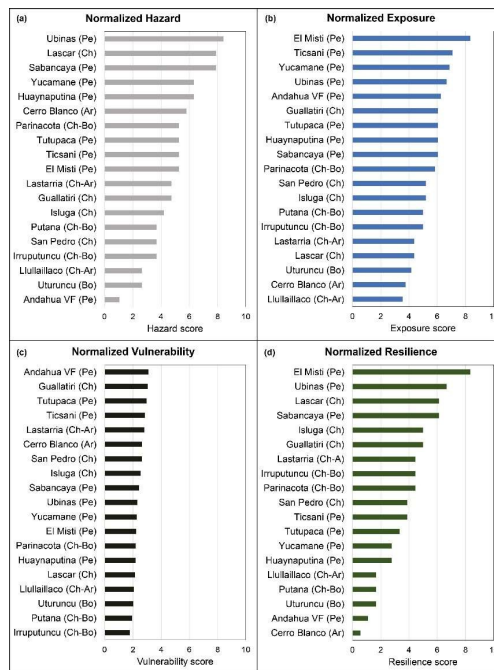 (a) Normalized Hazard
Ubinas (Pe)
Lascar (Ch)
Sabancaya (Pe)
Yucamane (Pe)
Huaynaputina (Pe)
Cerro Blanco (Ar)
Parinacota (Ch-Bo)
Tutupaca (Pe)
Ticsani (Pe)
El Misti (Pe)
Lastarria (Ch-Ar)
Guallatiri (Ch)
Isluga (Ch)
Putana (Ch-Bo)
San Pedro (Ch)
Irruputuncu (Ch-Bo)
Llullaillaco (Ch-Ar)
Uturuncu (Bo)
Andahua VF (Pe)
0 2 4 6 8 10
Hazard score
(b) Normalized Exposure
El Misti (Pe)
Ticsani (Pe)
Yucamane (Pe)
Ubinas (Pe)
Andahua VF (Pe)
Guallatiri (Ch)
Tutupaca (Pe)
Huaynaputina (Pe)
Sabancaya (Pe)
Parinacota (Ch-Bo)
San Pedro (Ch)
Isluga (Ch)
Putana (Ch-Bo)
Irruputuncu (Ch-Bo)
Lastarria (Ch-Ar)
Lascar (Ch)
Uturuncu (Bo)
Cerro Blanco (Ar)
Llullaillaco (Ch-Ar)
0 2 4 6 8 10
Exposure score
(c) Normalized Vulnerability
Andahua VF (Pe)
Guallatiri (Ch)
Tutupaca (Pe)
Ticsani (Pe)
Lastarria (Ch-Ar)
Cerro Blanco (Ar)
San Pedro (Ch)
Isluga (Ch)
Sabancaya (Pe)
Ubinas (Pe)
Yucamane (Pe)
El Misti (Pe)
Parinacota (Ch-Bo)
Huaynaputina (Pe)
Lascar (Ch)
Llullaillaco (Ch-Ar)
Uturuncu (Bo)
Putana (Ch-Bo)
Irruputuncu (Ch-Bo)
0 2 4 6 8 10
Vulnerability score
(d) Normalized Resilience
El Misti (Pe)
Ubinas (Pe)
Lascar (Ch)
Sabancaya (Pe)
Isluga (Ch)
Guallatiri (Ch)
Lastarria (Ch-A)
Irruputuncu (Ch-Bo)
Parinacota (Ch-Bo)
San Pedro (Ch)
Ticsani (Pe)
Tutupaca (Pe)
Yucamane (Pe)
Huaynaputina (Pe)
Llullaillaco (Ch-Ar)
Putana (Ch-Bo)
Uturuncu (Bo)
Andahua VF (Pe)
Cerro Blanco (Ar)
0 2 4 6 8 10
Resilience score